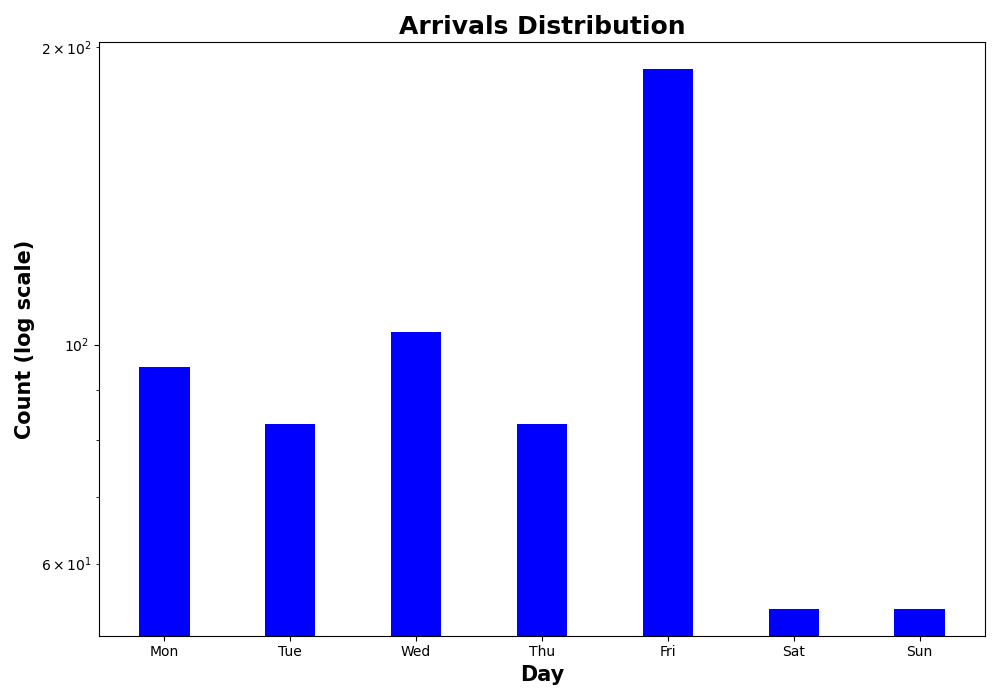 Arrivals Distribution
2 × 10²
10²
6 × 10¹
Count (log scale)
Mon Tue Wed Thu Fri Sat Sun
Day